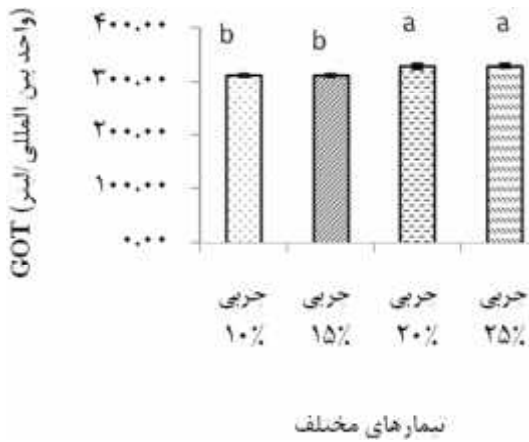 GOT (واحد بین المللی/لیتر)
۴۰۰.۰۰
۳۰۰.۰۰
۲۰۰.۰۰
۱۰۰.۰۰
۰.۰۰
b b a a
چربی چربی چربی چربی
۱۰٪ ۱۵٪ ۲۰٪ ۲۵٪
تیمارهای مختلف